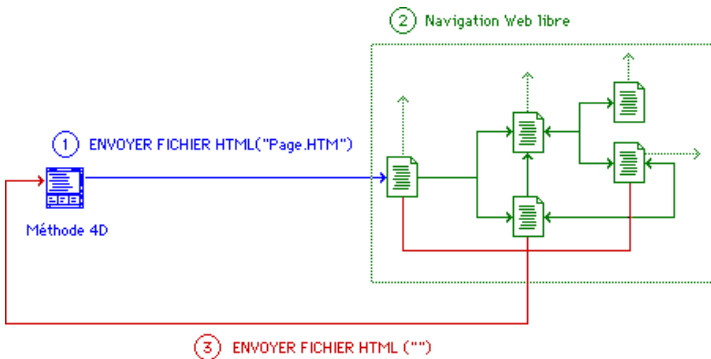 2 Navigation Web libre
1 ENVOYER FICHIER HTML("Page.HTM")
Méthode 4D
3 ENVOYER FICHIER HTML ("")